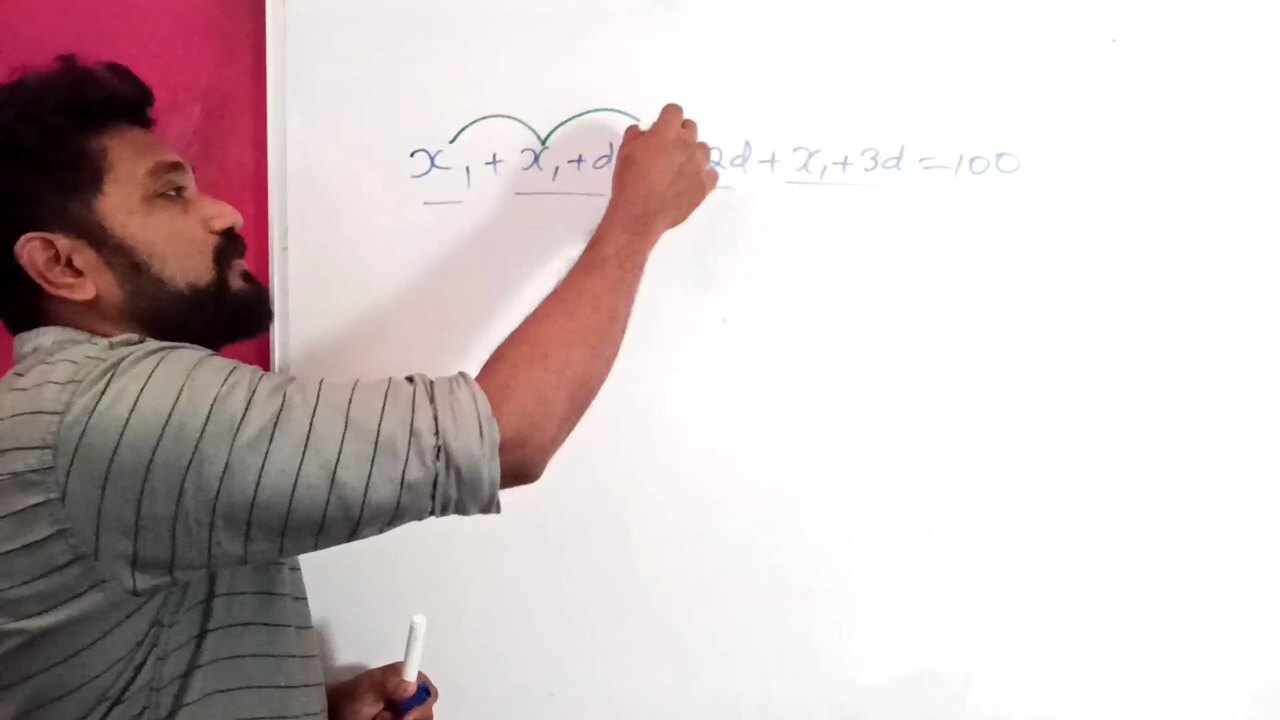 x₁ + x₁ + d 2d + x₁ + 3d = 100